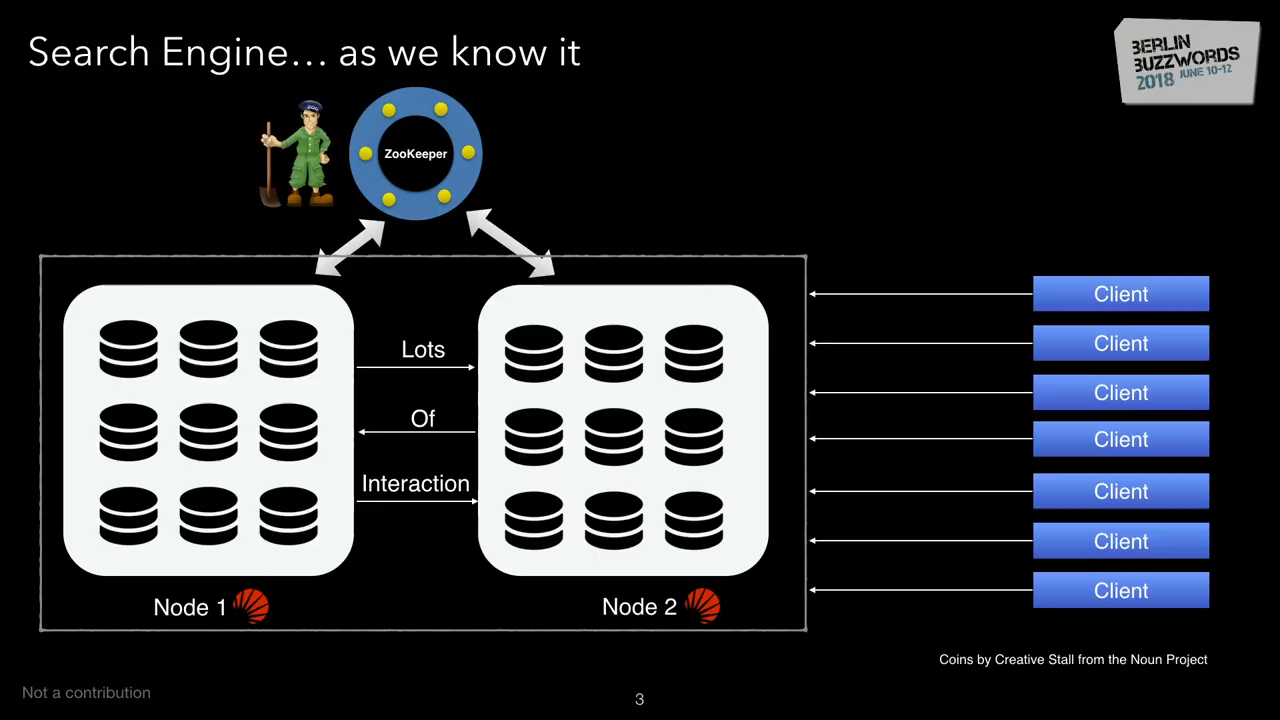 Search Engine... as we know it
BERLIN
BUZZWORDS
2018 JUNE 10-12
ZOO
ZooKeeper
Lots
Of
Interaction
Node 1
Node 2
Client
Client
Client
Client
Client
Client
Client
Coins by Creative Stall from the Noun Project
Not a contribution
3